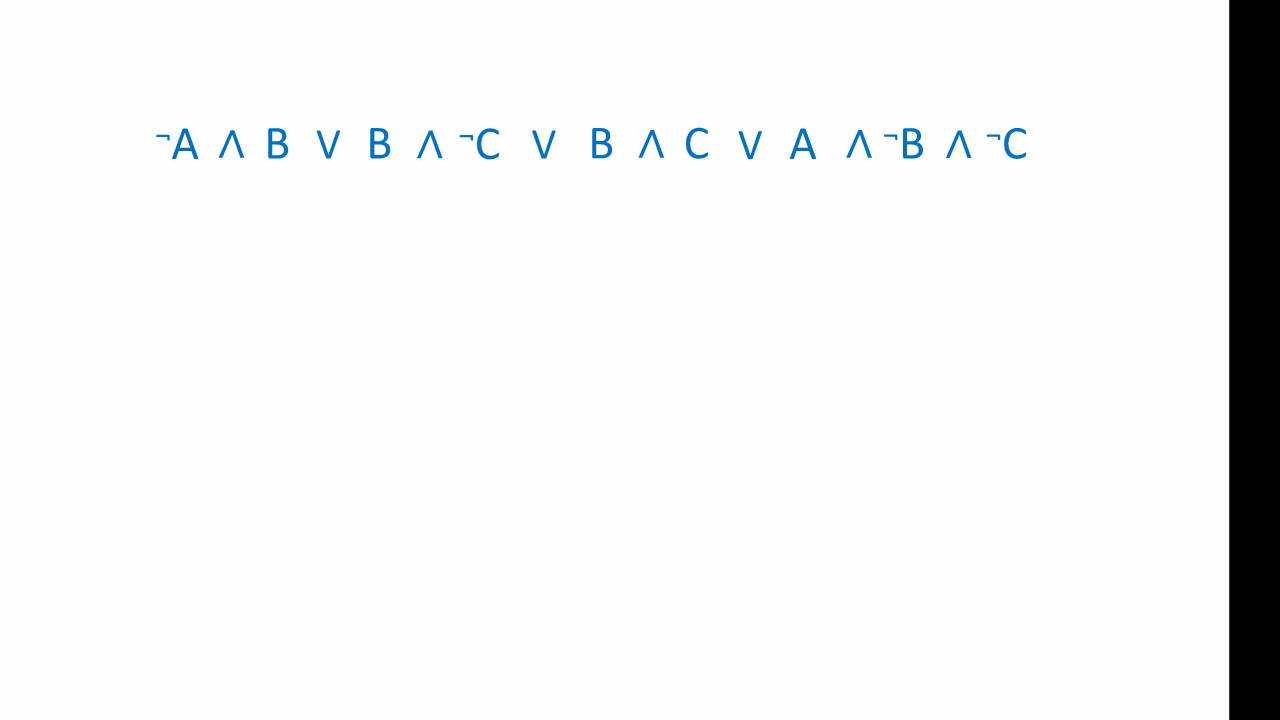 ¬A ∧ B ∨ B ∧ ¬C ∨ B ∧ C ∨ A ∧ ¬B ∧ ¬C